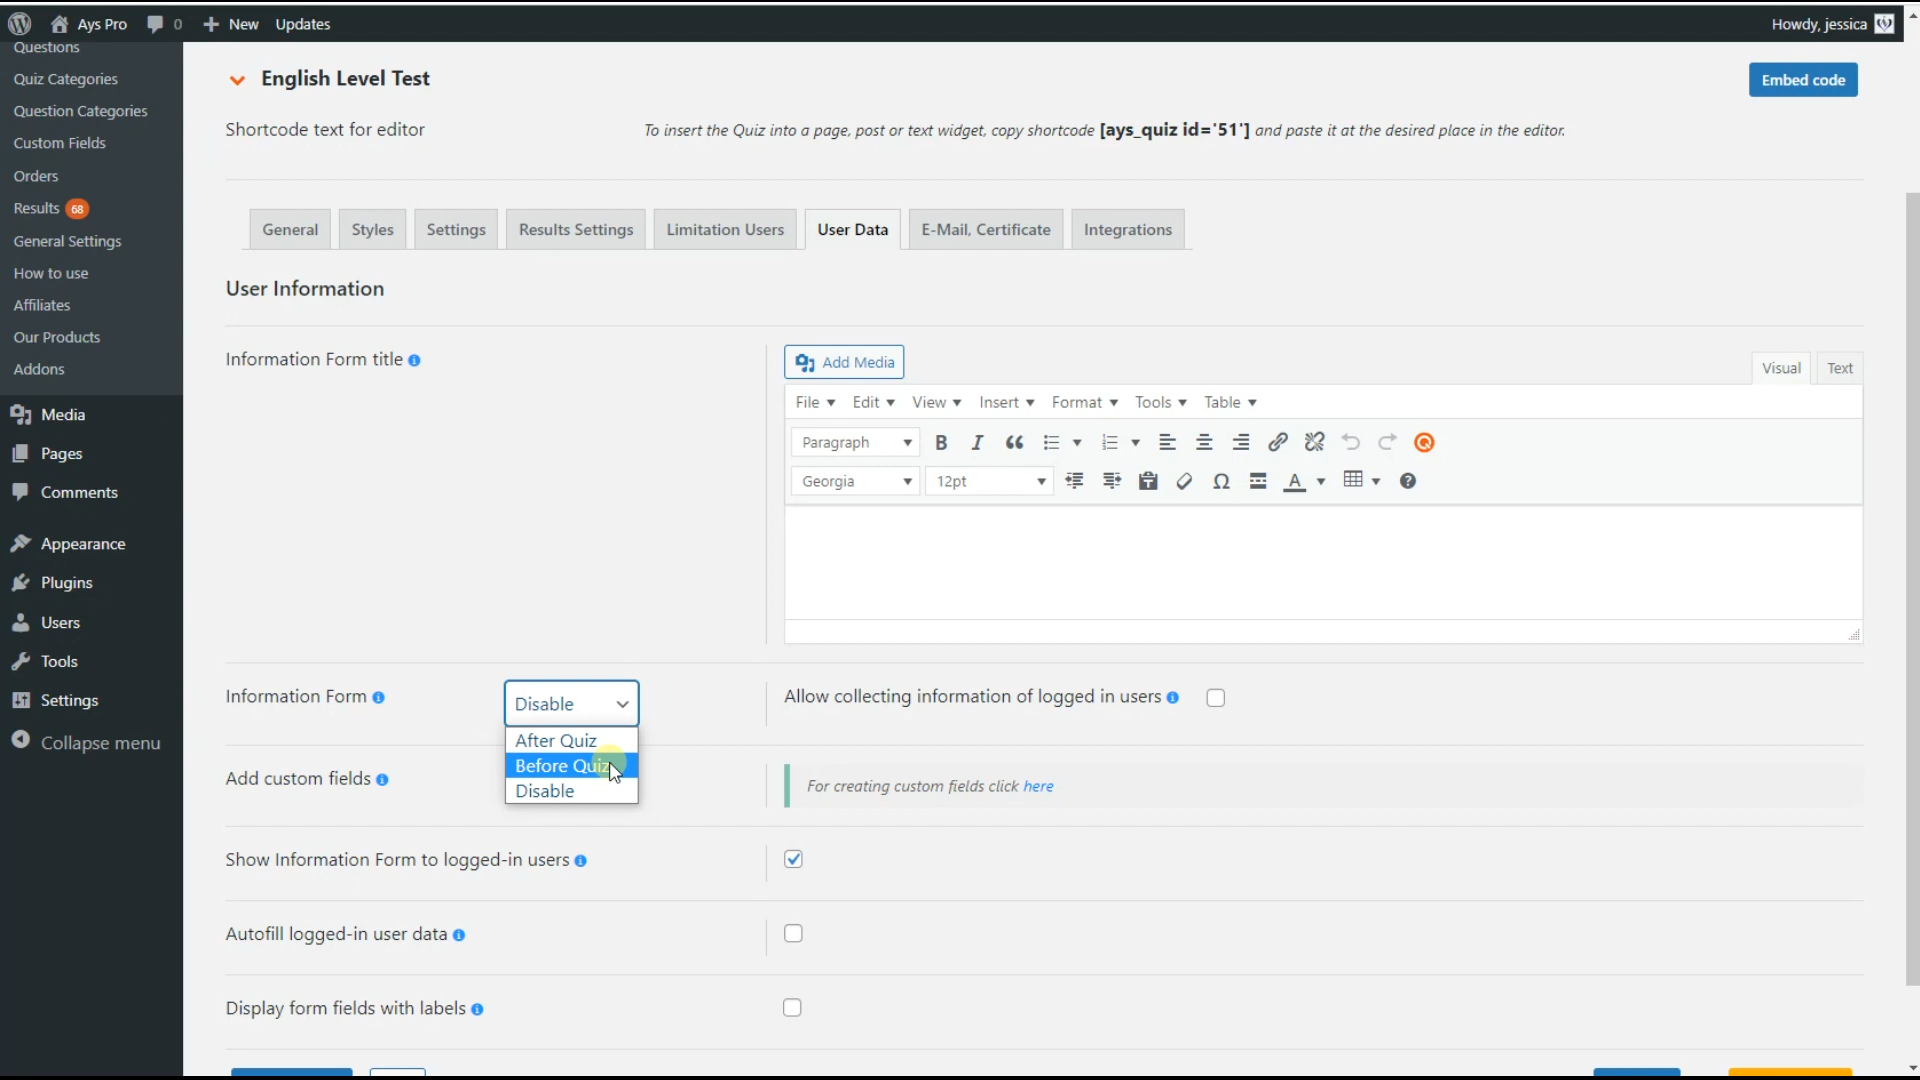 Ays Pro
0
New
Updates
Howdy, jessica
Questions
Quiz Categories
Question Categories
Custom Fields
Orders
Results 68
General Settings
How to use
Affiliates
Our Products
Addons
Media
Pages
Comments
Appearance
Plugins
Users
Tools
Settings
Collapse menu
English Level Test
Embed code
Shortcode text for editor
To insert the Quiz into a page, post or text widget, copy shortcode [ays_quiz id='51'] and paste it at the desired place in the editor.
General
Styles
Settings
Results Settings
Limitation Users
User Data
E-Mail, Certificate
Integrations
User Information
Information Form title
Add Media
Visual
Text
File
Edit
View
Insert
Format
Tools
Table
Paragraph
Georgia
12pt
Information Form
Disable
After Quiz
Before Quiz
Disable
Allow collecting information of logged in users
Add custom fields
For creating custom fields click here
Show Information Form to logged-in users
Autofill logged-in user data
Display form fields with labels